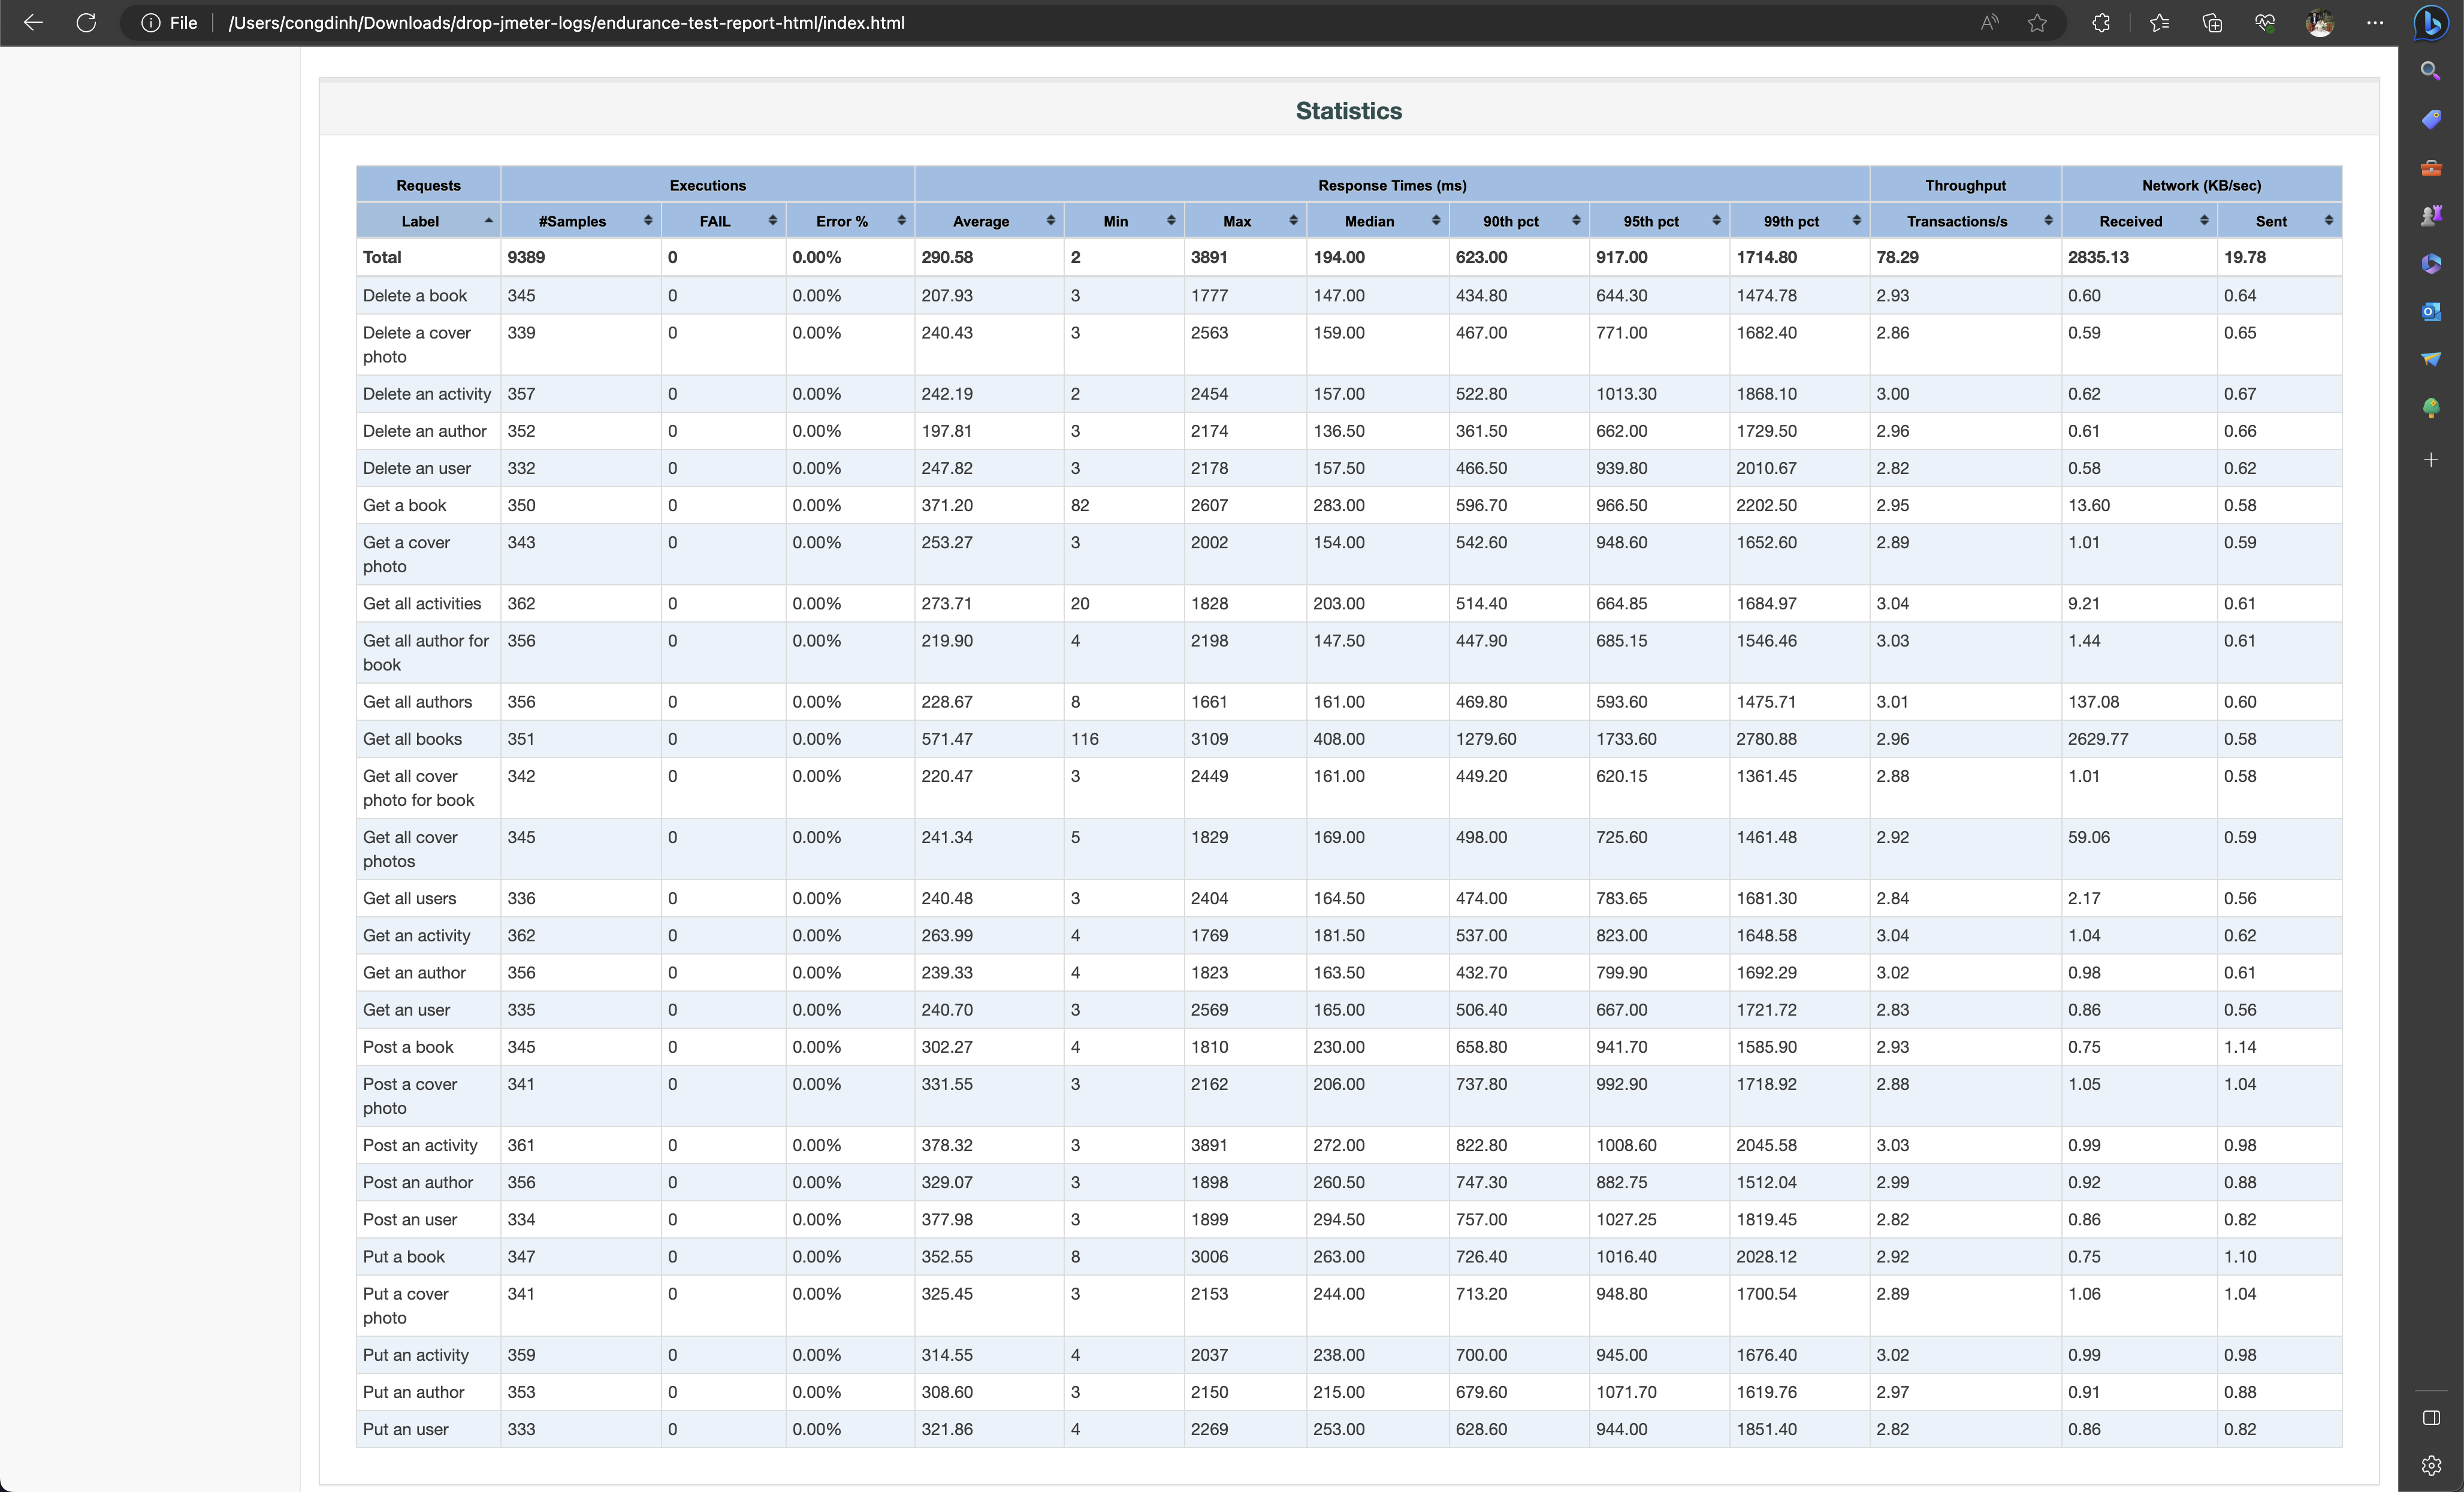 File /Users/congdinh/Downloads/drop-jmeter-logs/endurance-test-report-html/index.html
Statistics
Requests Executions Response Times (ms) Throughput Network (KB/sec)
Label #Samples FAIL Error % Average Min Max Median 90th pct 95th pct 99th pct Transactions/s Received Sent
Total 9389 0 0.00% 290.58 2 3891 194.00 623.00 917.00 1714.80 78.29 2835.13 19.78
Delete a book 345 0 0.00% 207.93 3 1777 147.00 434.80 644.30 1474.78 2.93 0.60 0.64
Delete a cover photo 339 0 0.00% 240.43 3 2563 159.00 467.00 771.00 1682.40 2.86 0.59 0.65
Delete an activity 357 0 0.00% 242.19 2 2454 157.00 522.80 1013.30 1868.10 3.00 0.62 0.67
Delete an author 352 0 0.00% 197.81 3 2174 136.50 361.50 662.00 1729.50 2.96 0.61 0.66
Delete an user 332 0 0.00% 247.82 3 2178 157.50 466.50 939.80 2010.67 2.82 0.58 0.62
Get a book 350 0 0.00% 371.20 82 2607 283.00 596.70 966.50 2202.50 2.95 13.60 0.58
Get a cover photo 343 0 0.00% 253.27 3 2002 154.00 542.60 948.60 1652.60 2.89 1.01 0.59
Get all activities 362 0 0.00% 273.71 20 1828 203.00 514.40 664.85 1684.97 3.04 9.21 0.61
Get all author for book 356 0 0.00% 219.90 4 2198 147.50 447.90 685.15 1546.46 3.03 1.44 0.61
Get all authors 356 0 0.00% 228.67 8 1661 161.00 469.80 593.60 1475.71 3.01 137.08 0.60
Get all books 351 0 0.00% 571.47 116 3109 408.00 1279.60 1733.60 2780.88 2.96 2629.77 0.58
Get all cover photo for book 342 0 0.00% 220.47 3 2449 161.00 449.20 620.15 1361.45 2.88 1.01 0.58
Get all cover photos 345 0 0.00% 241.34 5 1829 169.00 498.00 725.60 1461.48 2.92 59.06 0.59
Get all users 336 0 0.00% 240.48 3 2404 164.50 474.00 783.65 1681.30 2.84 2.17 0.56
Get an activity 362 0 0.00% 263.99 4 1769 181.50 537.00 823.00 1648.58 3.04 1.04 0.62
Get an author 356 0 0.00% 239.33 4 1823 163.50 432.70 799.90 1692.29 3.02 0.98 0.61
Get an user 335 0 0.00% 240.70 3 2569 165.00 506.40 667.00 1721.72 2.83 0.86 0.56
Post a book 345 0 0.00% 302.27 4 1810 230.00 658.80 941.70 1585.90 2.93 0.75 1.14
Post a cover photo 341 0 0.00% 331.55 3 2162 206.00 737.80 992.90 1718.92 2.88 1.05 1.04
Post an activity 361 0 0.00% 378.32 3 3891 272.00 822.80 1008.60 2045.58 3.03 0.99 0.98
Post an author 356 0 0.00% 329.07 3 1898 260.50 747.30 882.75 1512.04 2.99 0.92 0.88
Post an user 334 0 0.00% 377.98 3 1899 294.50 757.00 1027.25 1819.45 2.82 0.86 0.82
Put a book 347 0 0.00% 352.55 8 3006 263.00 726.40 1016.40 2028.12 2.92 0.75 1.10
Put a cover photo 341 0 0.00% 325.45 3 2153 244.00 713.20 948.80 1700.54 2.89 1.06 1.04
Put an activity 359 0 0.00% 314.55 4 2037 238.00 700.00 945.00 1676.40 3.02 0.99 0.98
Put an author 353 0 0.00% 308.60 3 2150 215.00 679.60 1071.70 1619.76 2.97 0.91 0.88
Put an user 333 0 0.00% 321.86 4 2269 253.00 628.60 944.00 1851.40 2.82 0.86 0.82